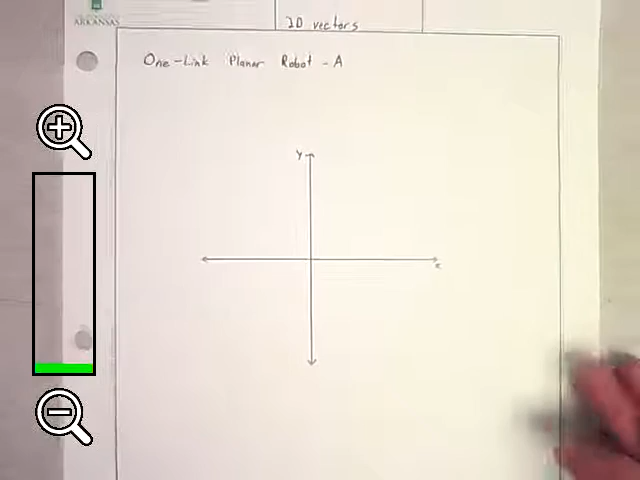 ARKANSAS
2D vectors
One-Link Planar Robot - A
Y
x